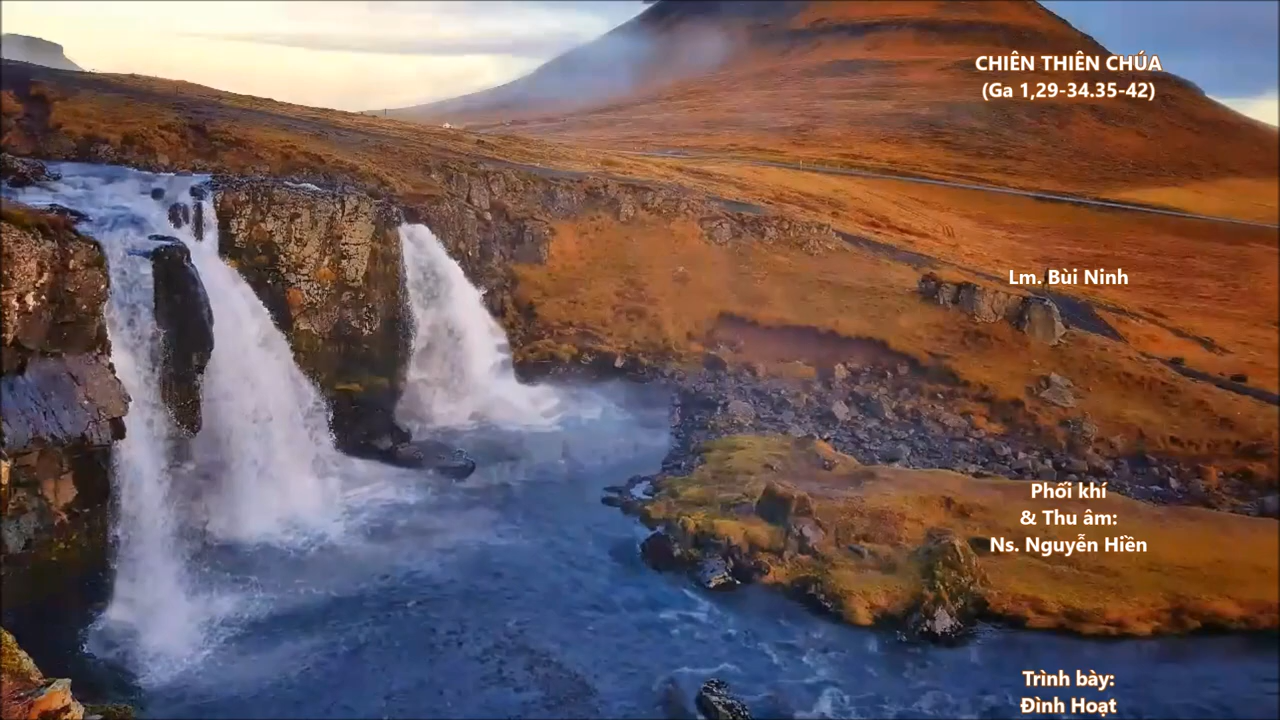 CHIÊN THIÊN CHÚA
(Ga 1,29-34.35-42)
Lm. Bùi Ninh
Phối khí
& Thu âm:
Ns. Nguyễn Hiền
Trình bày:
Đình Hoạt